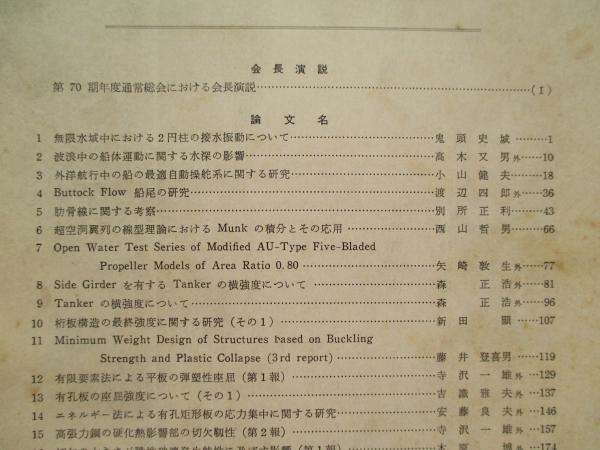 会長演説
第70期年度通常総会における会長演説……(1)
論文名
1 無限水域中における2円柱の接水振動について……鬼頭史城……1
2 波浪中の船体運動に関する水深の影響……高木又男外…10
3 外洋航行中の船の最適自動操舵系に関する研究……小山健夫……18
4 Buttock Flow 船尾の研究……渡辺四郎外…36
5 肋骨線に関する考察……別所正利……43
6 超空洞翼列の線型理論における Munk の積分とその応用……西山哲男……66
7 Open Water Test Series of Modified AU-Type Five-Bladed
Propeller Models of Area Ratio 0.80……矢崎敦生外…77
8 Side Girder を有する Tanker の横強度について……森正浩外…81
9 Tanker の横強度について……森正浩外…96
10 桁板構造の最終強度に関する研究(その1)……新田顕……107
11 Minimum Weight Design of Structures based on Buckling
Strength and Plastic Collapse (3rd report)……藤井登喜男……119
12 有限要素法による平板の弾塑性座屈(第1報)……寺沢一雄外…129
13 有孔板の座屈強度について(その1)……吉識雅夫外…137
14 エネルギー法による有孔矩形板の応力集中に関する研究……安藤良夫外…146
15 高張力鋼の硬化熱影響部の切欠靱性(第2報)……寺沢一雄外…157
博外…174